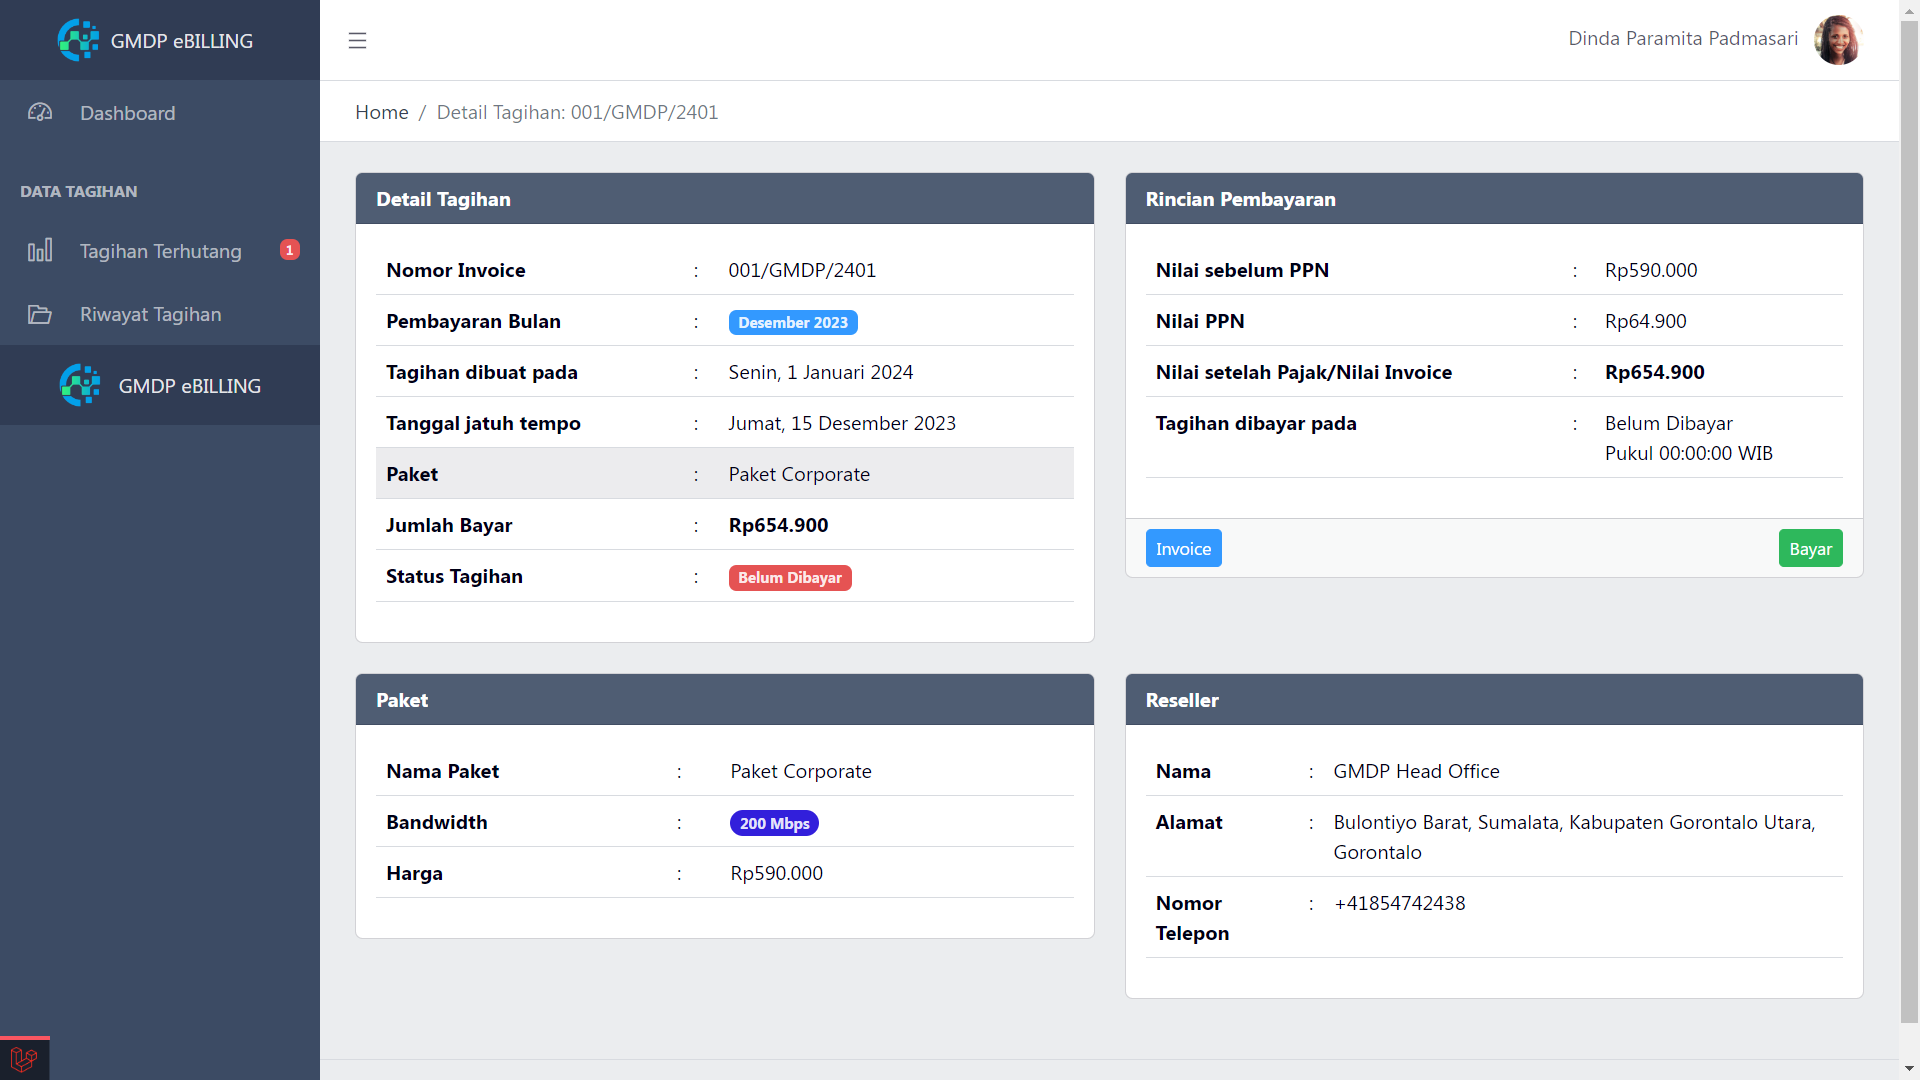 GMDP eBILLING
Dinda Paramita Padmasari
Dashboard
DATA TAGIHAN
Tagihan Terhutang 1
Riwayat Tagihan
GMDP eBILLING
Home / Detail Tagihan: 001/GMDP/2401
Detail Tagihan
Nomor Invoice : 001/GMDP/2401
Pembayaran Bulan : Desember 2023
Tagihan dibuat pada : Senin, 1 Januari 2024
Tanggal jatuh tempo : Jumat, 15 Desember 2023
Paket : Paket Corporate
Jumlah Bayar : Rp654.900
Status Tagihan : Belum Dibayar
Rincian Pembayaran
Nilai sebelum PPN : Rp590.000
Nilai PPN : Rp64.900
Nilai setelah Pajak/Nilai Invoice : Rp654.900
Tagihan dibayar pada : Belum Dibayar
Pukul 00:00:00 WIB
Invoice Bayar
Paket
Nama Paket : Paket Corporate
Bandwidth : 200 Mbps
Harga : Rp590.000
Reseller
Nama : GMDP Head Office
Alamat : Bulontiyo Barat, Sumalata, Kabupaten Gorontalo Utara,
Gorontalo
Nomor : +41854742438
Telepon